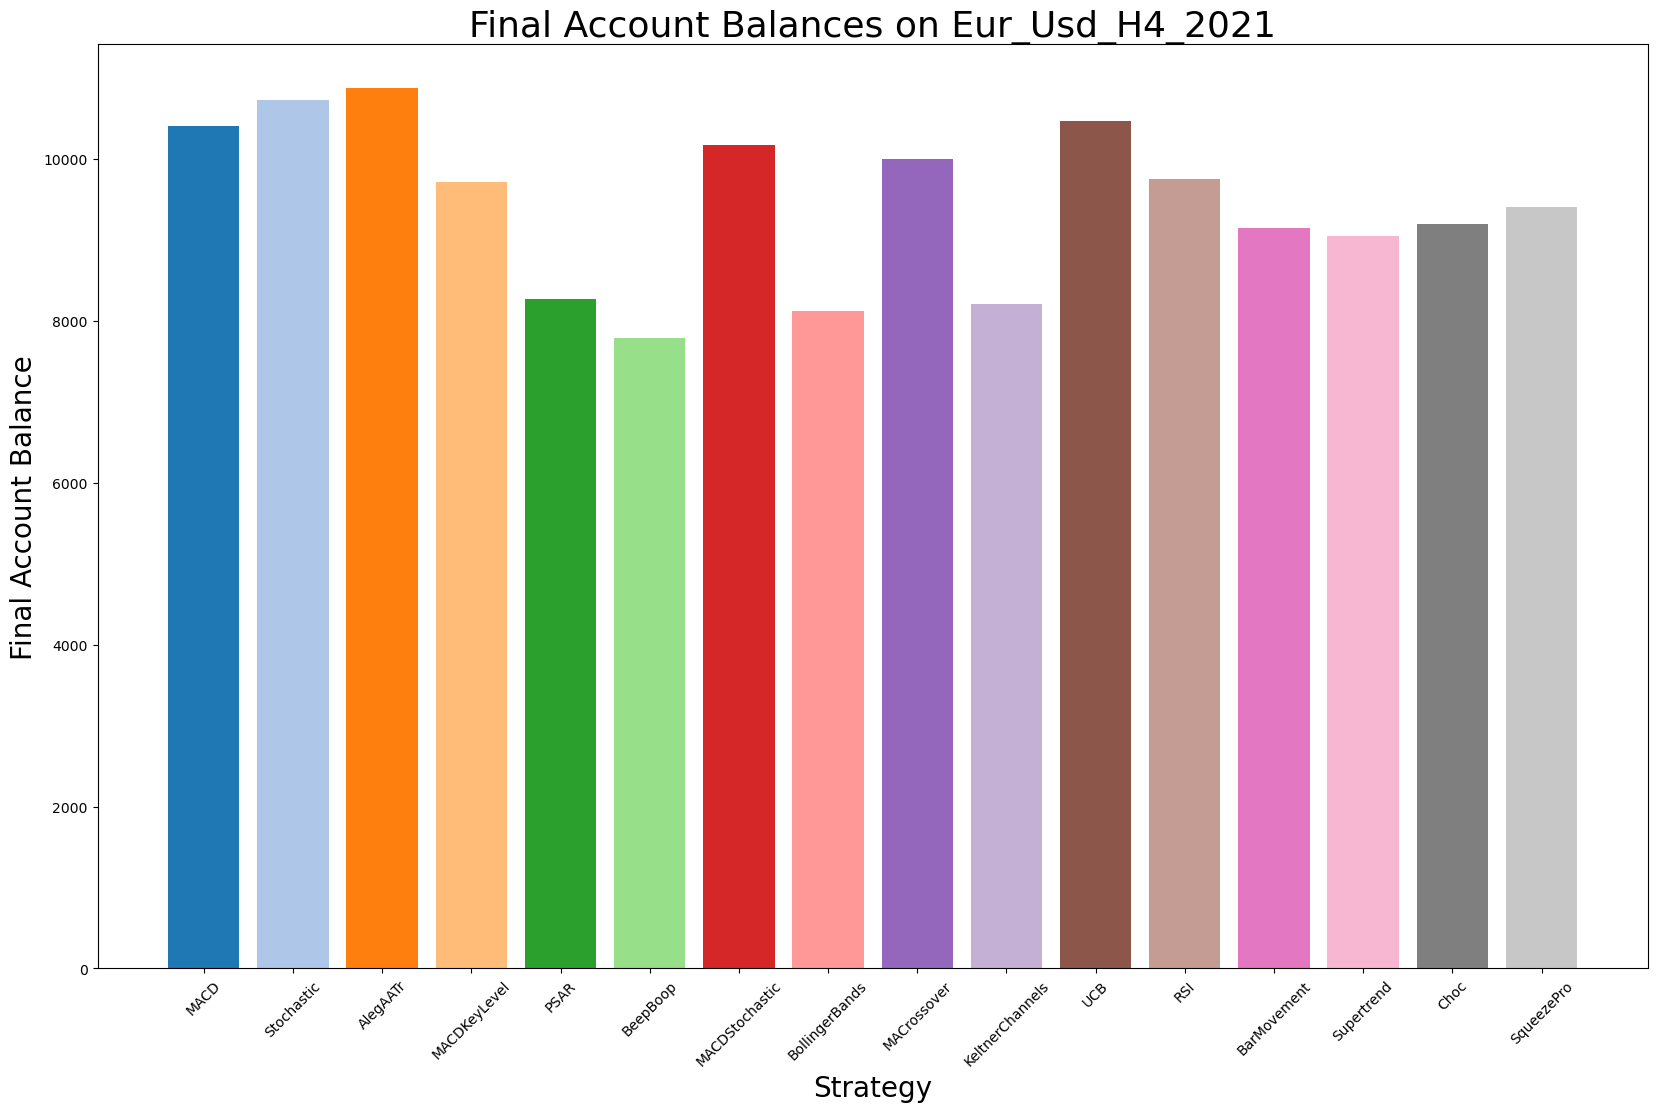 Final Account Balances on Eur_Usd_H4_2021
Final Account Balance
10000
8000
6000
4000
2000
0
MACD
Stochastic
AlegAATr
MACDKeyLevel
PSAR
BeepBoop
MACDStochastic
BollingerBands
MACrossover
KeltnerChannels
UCB
RSI
BarMovement
Supertrend
Choc
SqueezePro
Strategy